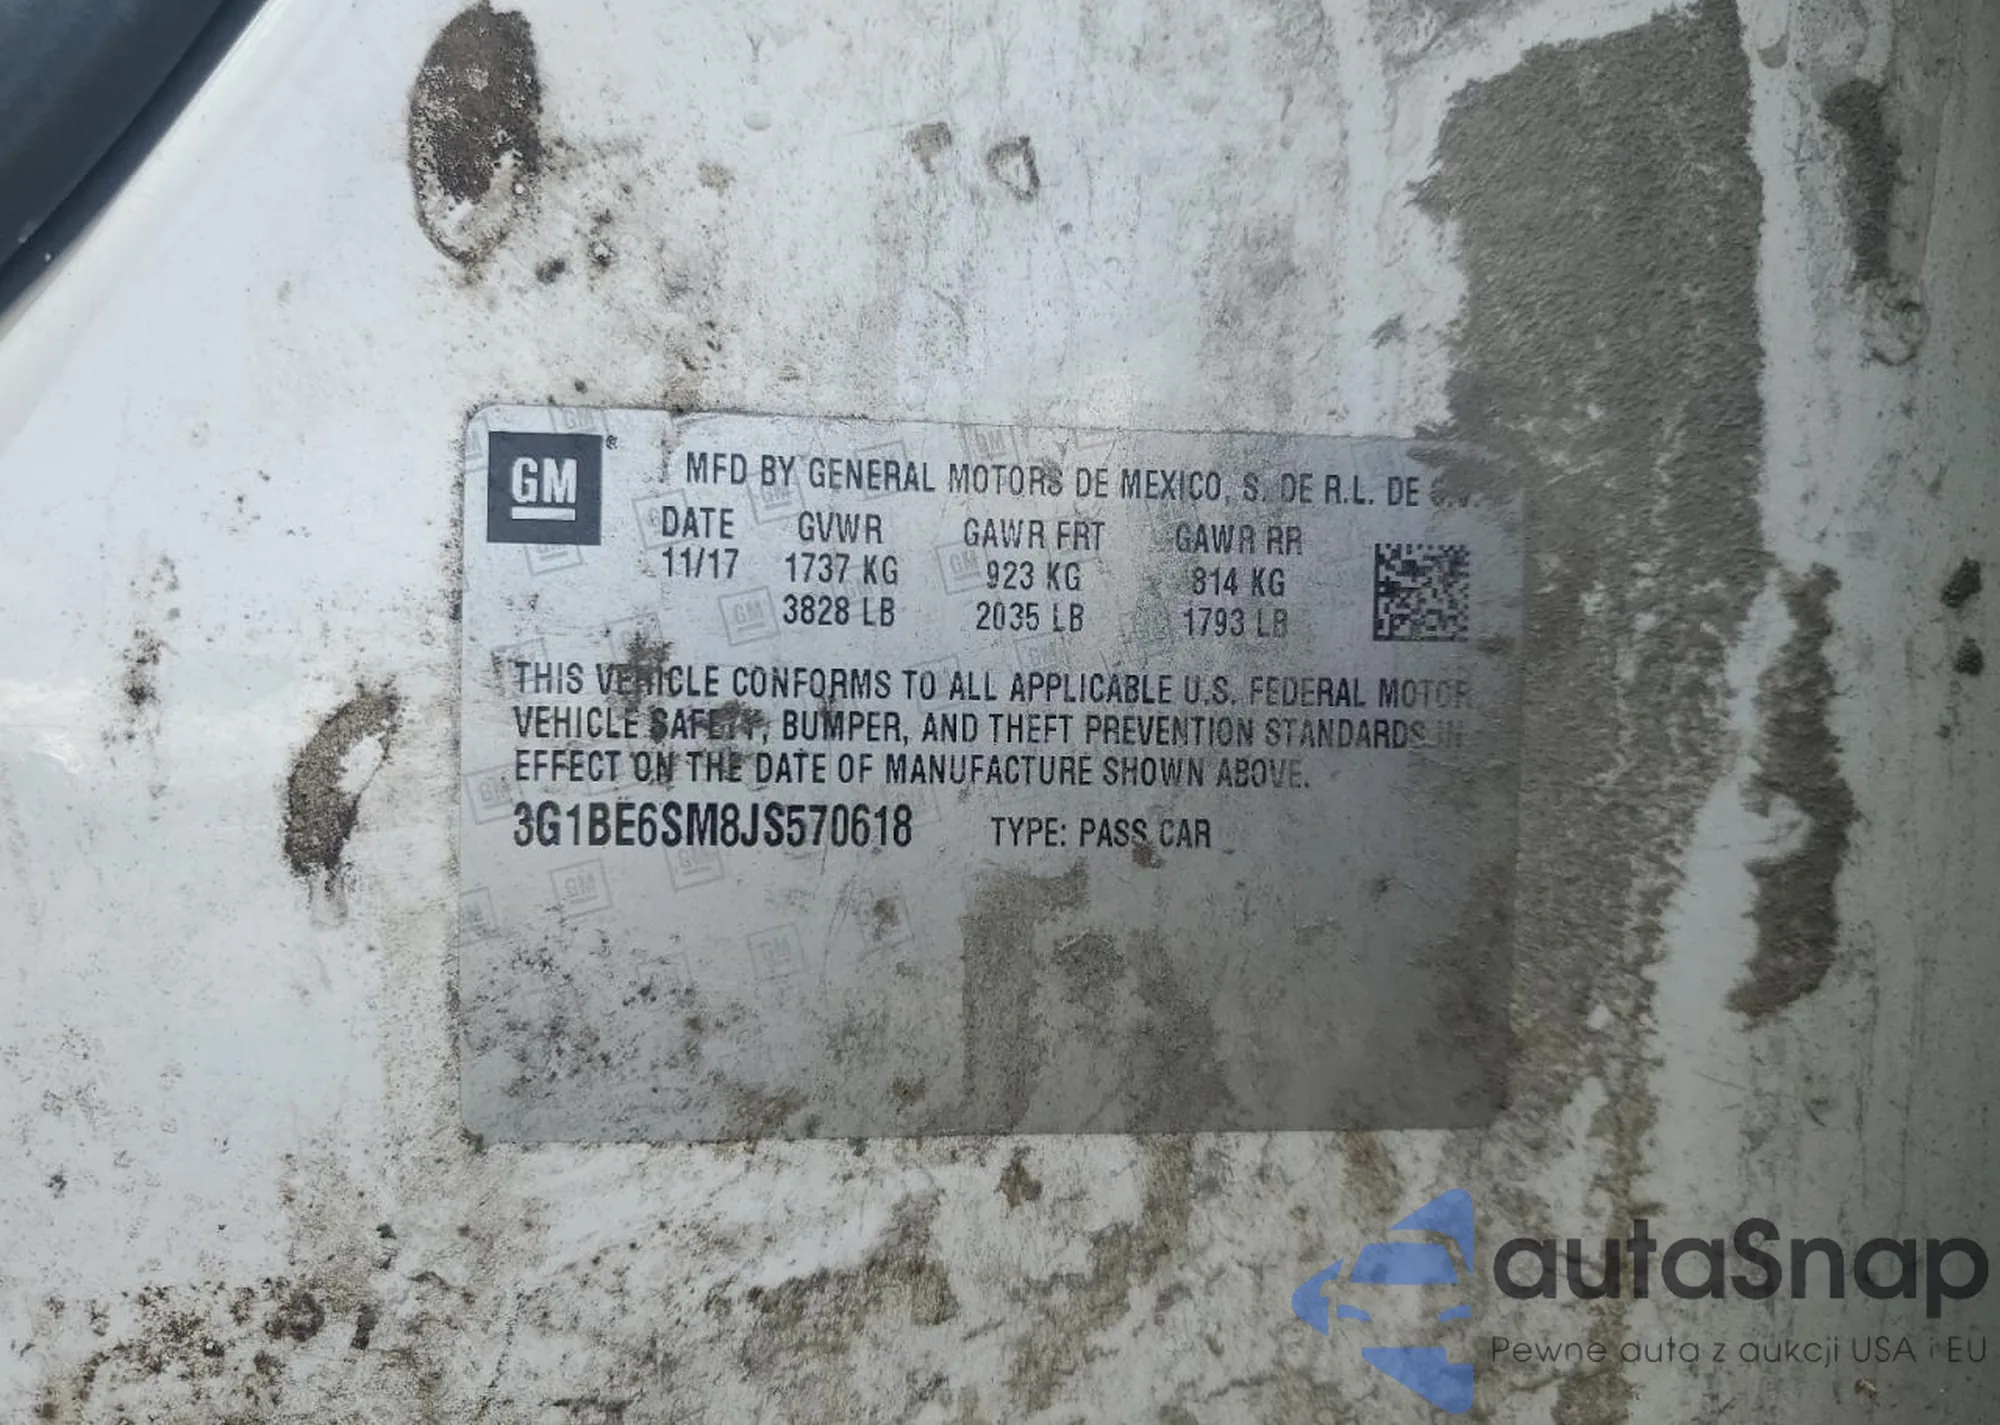 GM ®
MFD BY GENERAL MOTORS DE MEXICO, S. DE R.L. DE C.V.
DATE GVWR GAWR FRT GAWR RR
11/17 1737 KG 923 KG 814 KG
3828 LB 2035 LB 1793 LB
THIS VEHICLE CONFORMS TO ALL APPLICABLE U.S. FEDERAL MOTOR
VEHICLE SAFETY, BUMPER, AND THEFT PREVENTION STANDARDS IN
EFFECT ON THE DATE OF MANUFACTURE SHOWN ABOVE.
3G1BE6SM8JS570618 TYPE: PASS CAR
autaSnap
Pewne auta z aukcji USA i EU